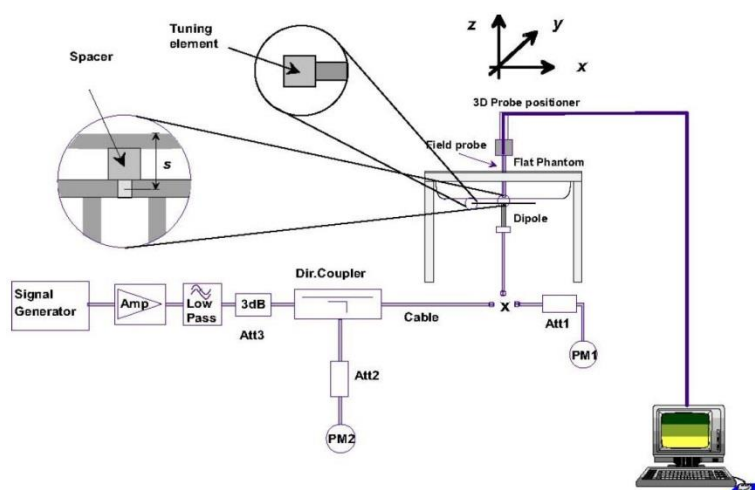 Tuning
element
Spacer
s
z
y
x
3D Probe positioner
Field probe
Flat Phantom
Dipole
Signal
Generator
Amp
Low
Pass
3dB
Att3
Dir.Coupler
Cable
x
Att1
PM1
Att2
PM2